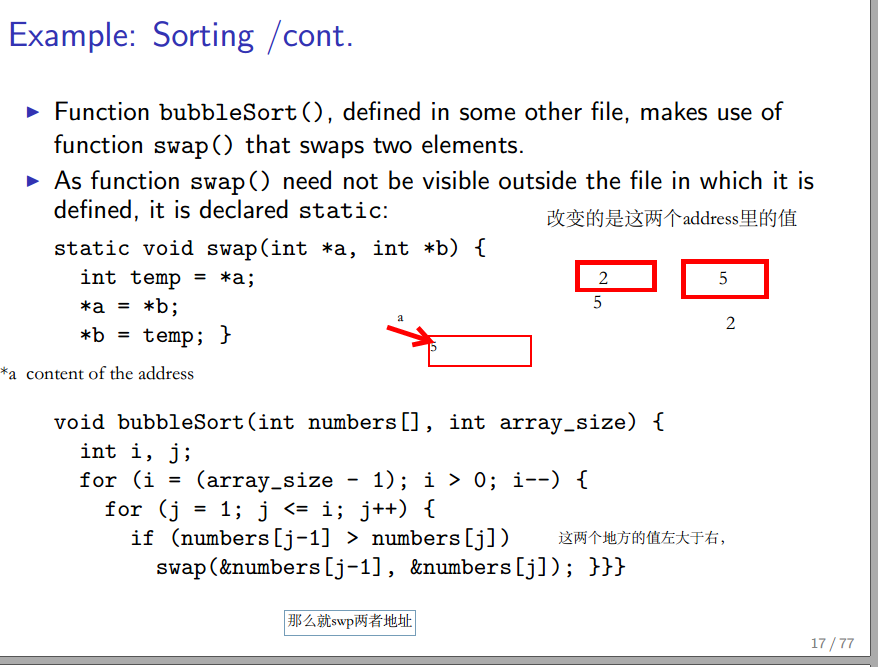 Example: Sorting /cont.
▶ Function bubbleSort(), defined in some other file, makes use of
function swap() that swaps two elements.
▶ As function swap() need not be visible outside the file in which it is
defined, it is declared static:
改变的是这两个address里的值
static void swap(int *a, int *b) {
int temp = *a;
2
5
*a = *b;
5
2
*b = temp; }
a
5
*a content of the address
void bubbleSort(int numbers[], int array_size) {
int i, j;
for (i = (array_size - 1); i > 0; i--) {
for (j = 1; j <= i; j++) {
if (numbers[j-1] > numbers[j])
这两个地方的值左大于右，
swap(&numbers[j-1], &numbers[j]); }}}
那么就swp两者地址
17 / 77